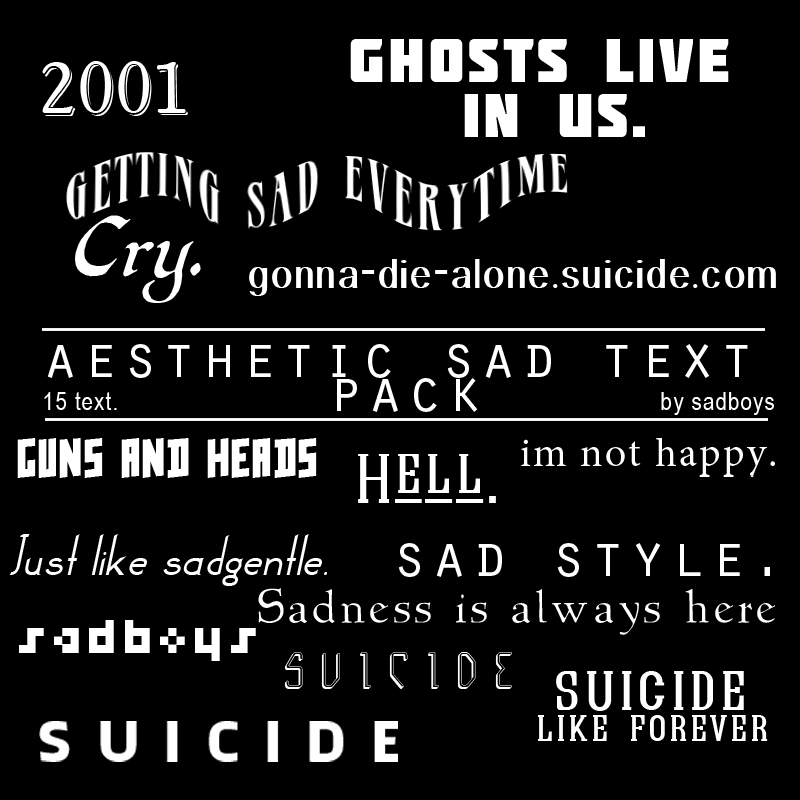 2001
GHOSTS LIVE
IN US.
GETTING SAD EVERYTIME
Cry.
gonna-die-alone.suicide.com
AESTHETIC SAD TEXT
PACK
15 text.
by sadboys
GUNS AND HEADS
HELL.
im not happy.
Just like sadgentle.
SAD STYLE.
Sadness is always here
sadboys
SUICIDE
SUICIDE
LIKE FOREVER
SUICIDE